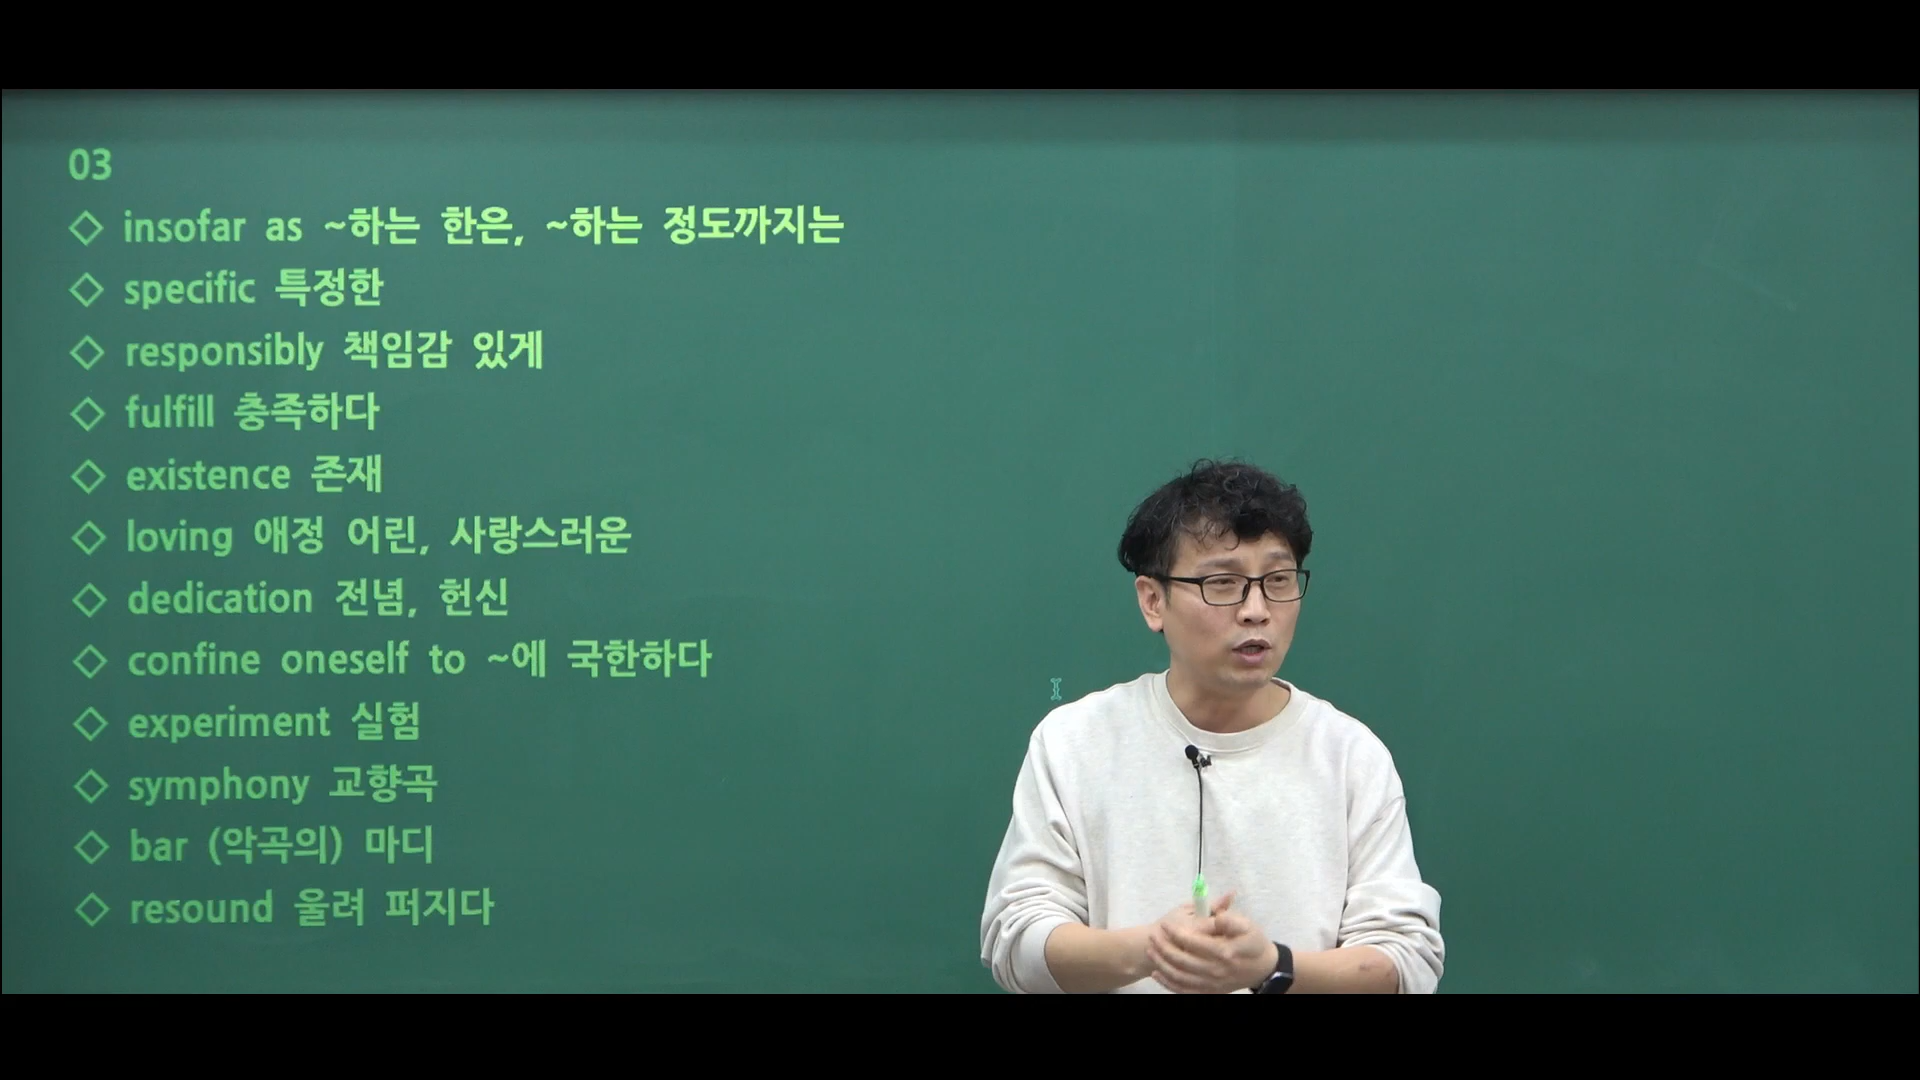 03
◇ insofar as ~하는 한은, ~하는 정도까지는
◇ specific 특정한
◇ responsibly 책임감 있게
◇ fulfill 충족하다
◇ existence 존재
◇ loving 애정 어린, 사랑스러운
◇ dedication 전념, 헌신
◇ confine oneself to ~에 국한하다
◇ experiment 실험
◇ symphony 교향곡
◇ bar (악곡의) 마디
◇ resound 울려 퍼지다